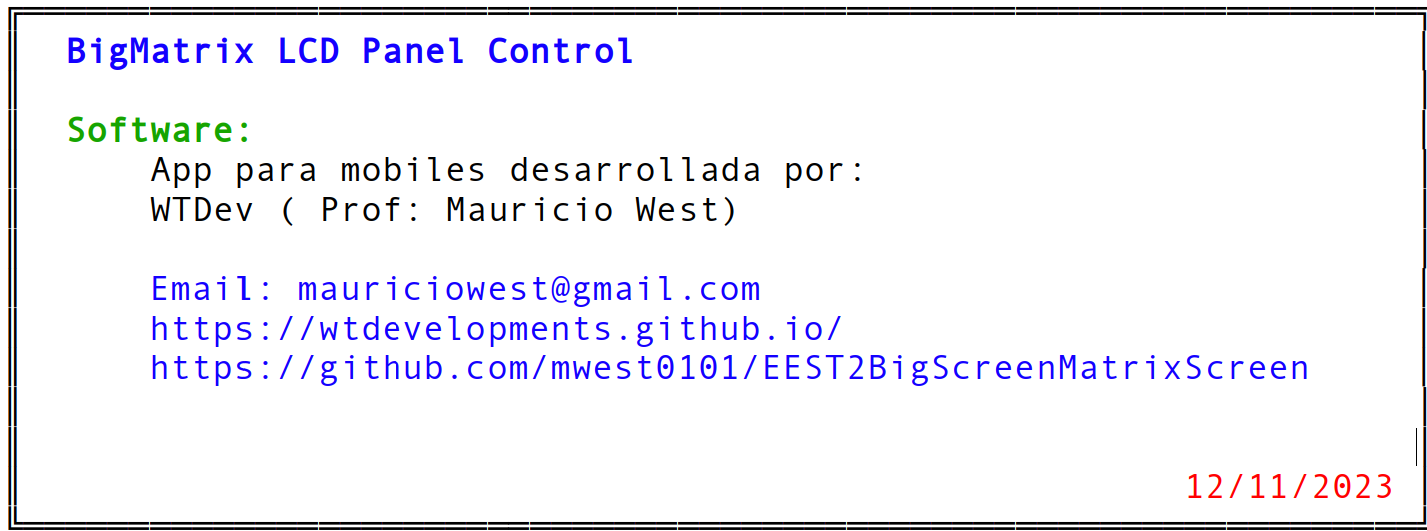 BigMatrix LCD Panel Control
Software:
App para mobiles desarrollada por:
WTDev ( Prof: Mauricio West)
Email: mauriciowest@gmail.com
https://wtdevelopments.github.io/
https://github.com/mwest0101/EEST2BigScreenMatrixScreen
12/11/2023